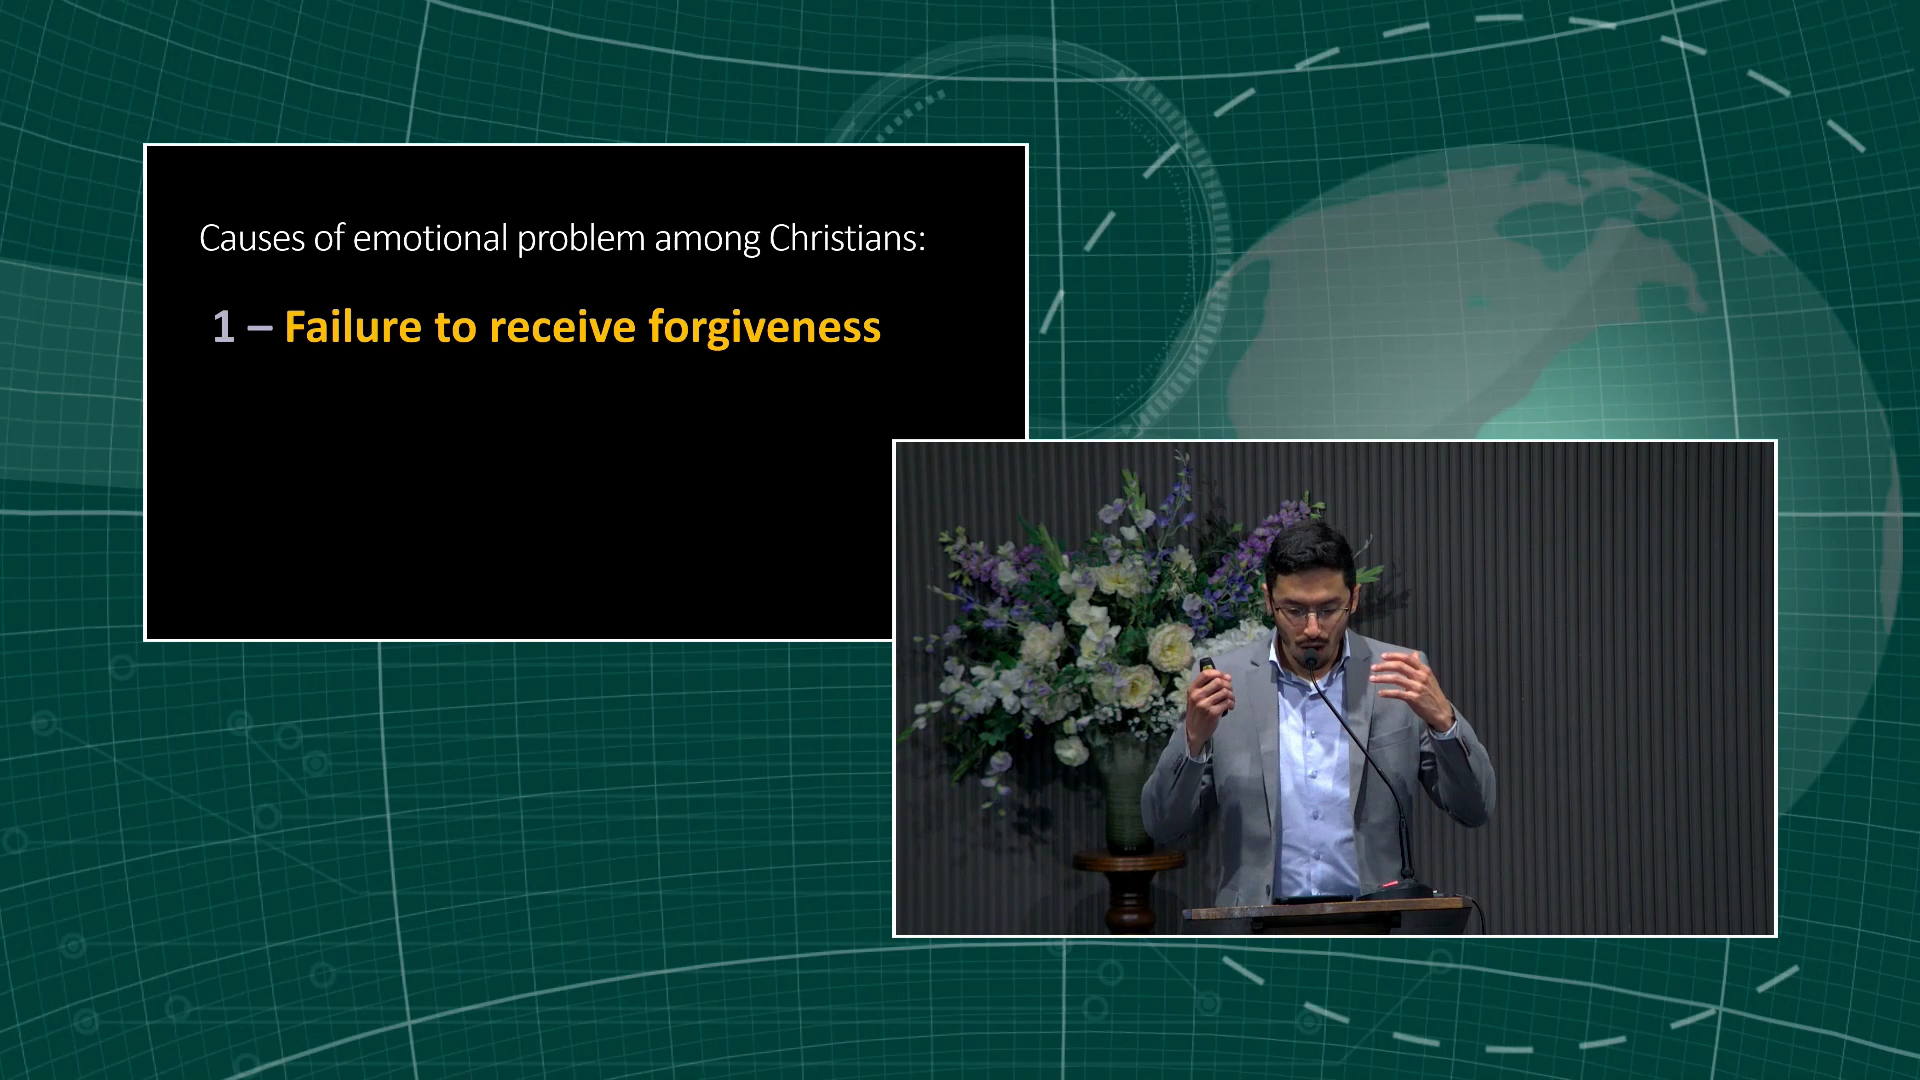 Causes of emotional problem among Christians:
1 – Failure to receive forgiveness